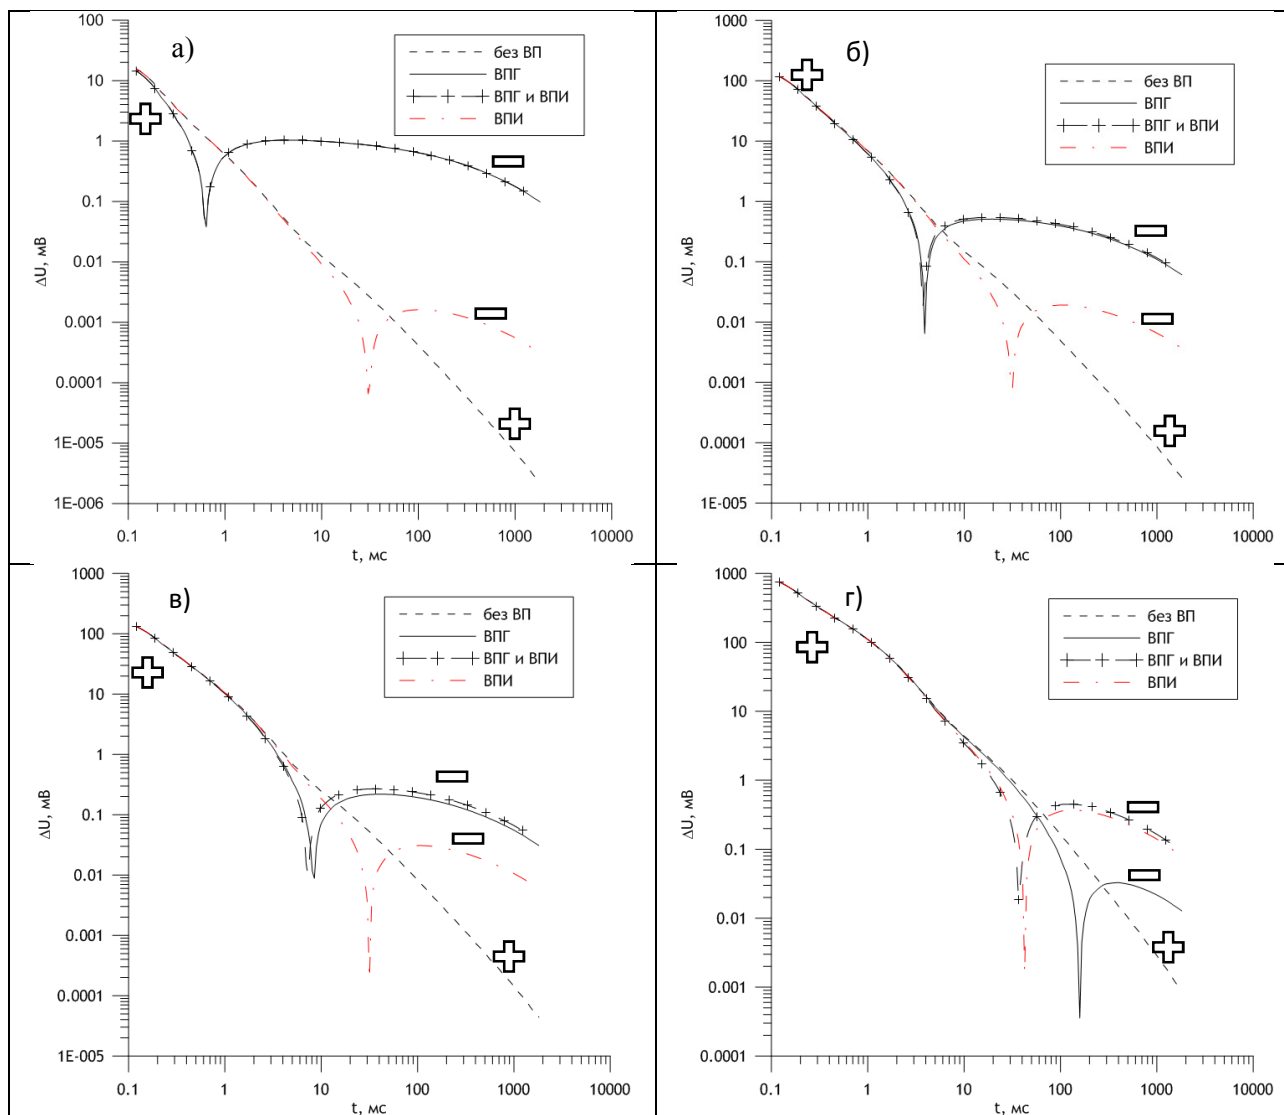 а)
100
10
1
0.1
0.01
0.001
0.0001
1E-005
1E-006
ΔU, мВ
0.1
1
10
100
1000
10000
t, мс
без ВП
ВПГ
ВПГ и ВПИ
ВПИ
б)
1000
100
10
1
0.1
0.01
0.001
0.0001
1E-005
ΔU, мВ
0.1
1
10
100
1000
10000
t, мс
без ВП
ВПГ
ВПГ и ВПИ
ВПИ
в)
1000
100
10
1
0.1
0.01
0.001
0.0001
1E-005
ΔU, мВ
0.1
1
10
100
1000
10000
t, мс
без ВП
ВПГ
ВПГ и ВПИ
ВПИ
г)
1000
100
10
1
0.1
0.01
0.001
0.0001
ΔU, мВ
0.1
1
10
100
1000
10000
t, мс
без ВП
ВПГ
ВПГ и ВПИ
ВПИ